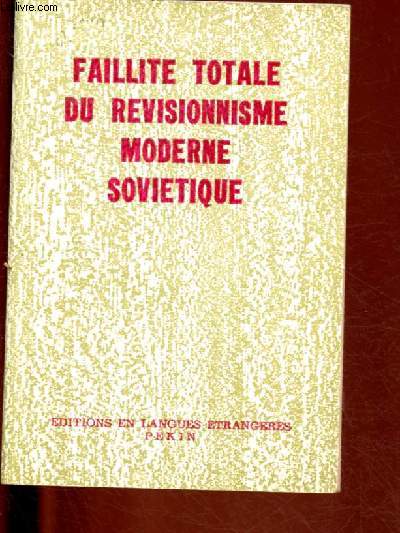 FAILLITE TOTALE
DU REVISIONNISME
MODERNE
SOVIETIQUE
EDITIONS EN LANGUES ETRANGERES
PEKIN